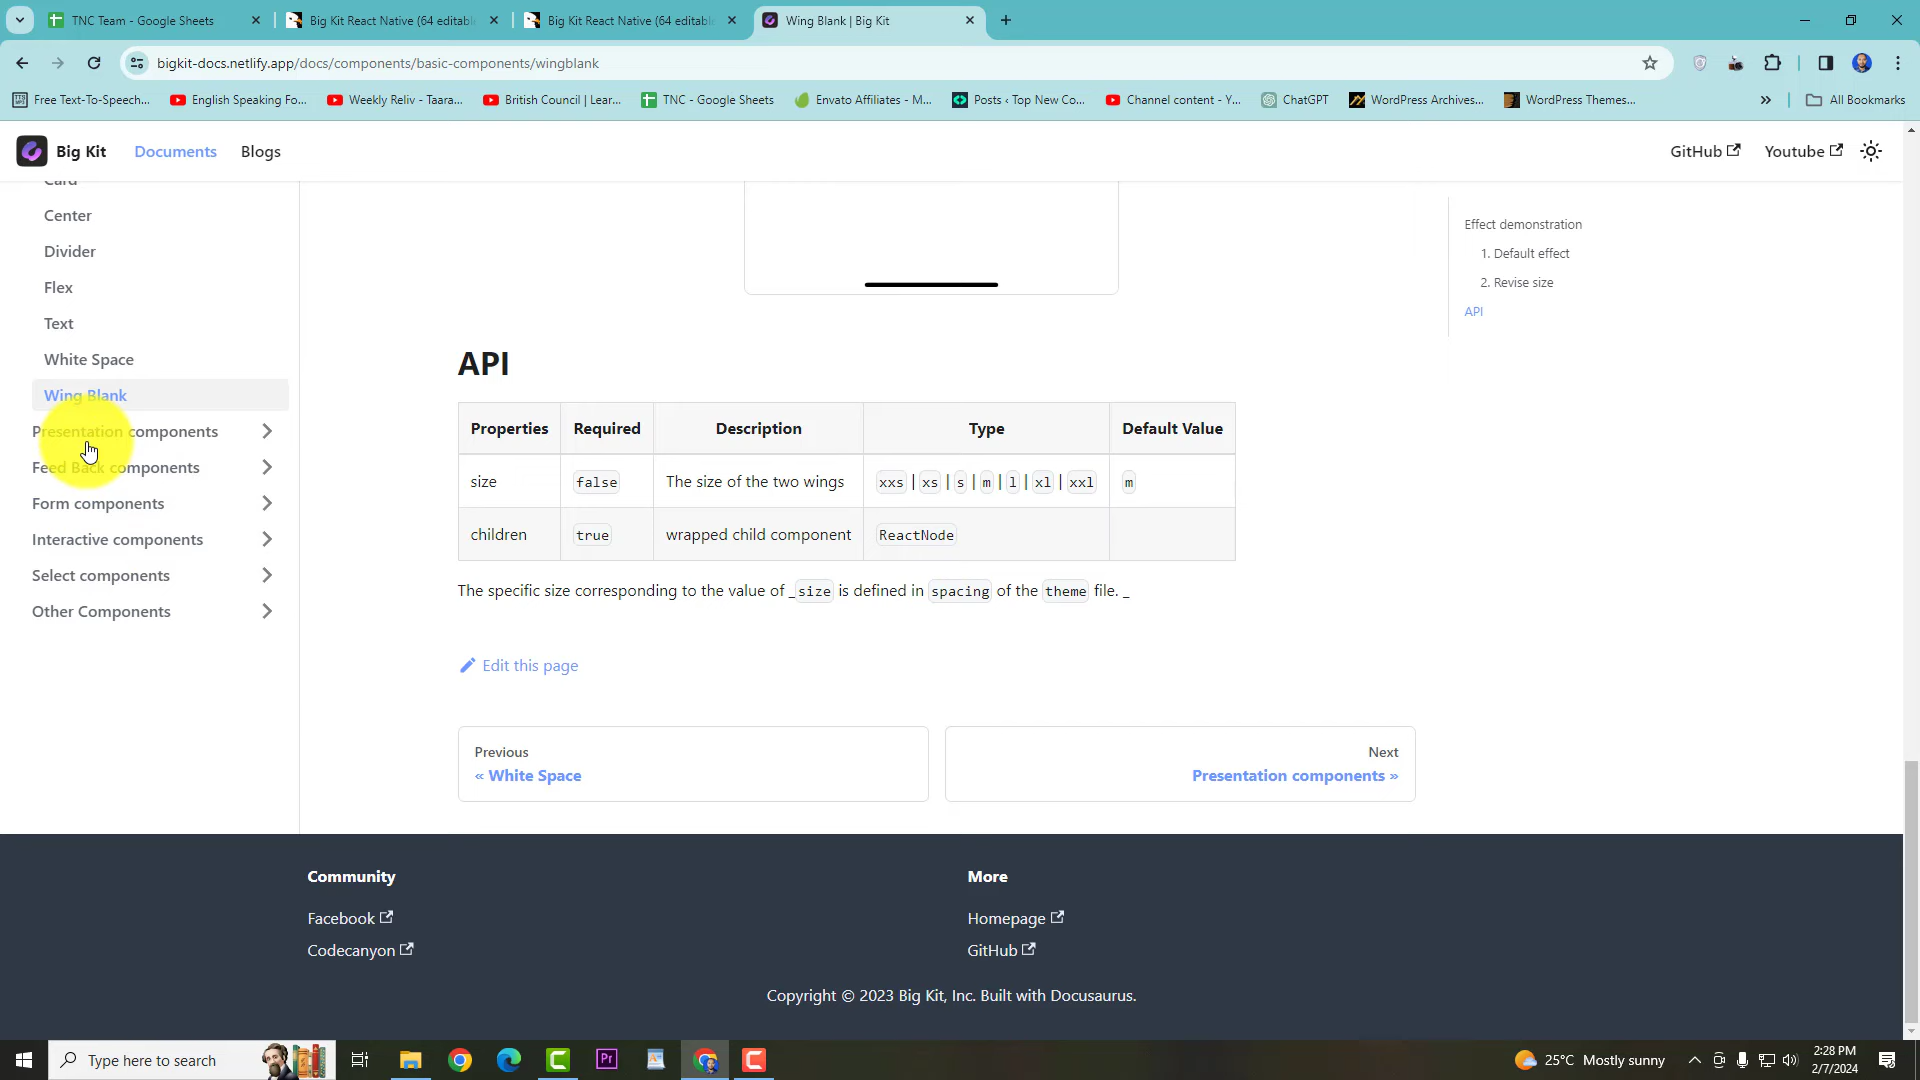 TNC Team - Google Sheets
Big Kit React Native (64 editable
Big Kit React Native (64 editable
Wing Blank | Big Kit
bigkit-docs.netlify.app/docs/components/basic-components/wingblank
Free Text-To-Speech...
English Speaking Fo...
Weekly Reliv - Taara...
British Council | Lear...
TNC - Google Sheets
Envato Affiliates - M...
Posts ‹ Top New Co...
Channel content - Y...
ChatGPT
WordPress Archives...
WordPress Themes...
All Bookmarks
Big Kit
Documents
Blogs
GitHub
Youtube
Card
Center
Divider
Flex
Text
White Space
Wing Blank
Presentation components
Feed Back components
Form components
Interactive components
Select components
Other Components
API
Properties Required Description Type Default Value
size false The size of the two wings xxs | xs | s | m | l | xl | xxl m
children true wrapped child component ReactNode
The specific size corresponding to the value of _size is defined in spacing of the theme file. _
Edit this page
Previous
« White Space
Next
Presentation components »
Effect demonstration
1. Default effect
2. Revise size
API
Community
Facebook
Codecanyon
More
Homepage
GitHub
Copyright © 2023 Big Kit, Inc. Built with Docusaurus.
Type here to search
Pr
25°C Mostly sunny
2:28 PM
2/7/2024